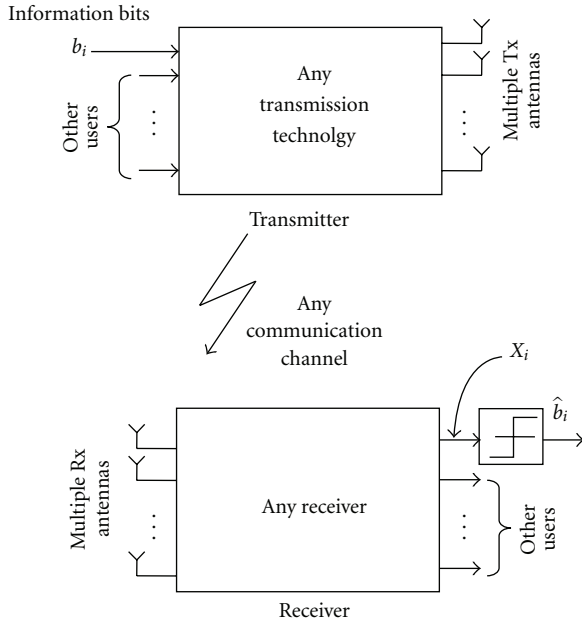 Information bits
b_i
Other
users
Any
transmission
technolgy
Multiple Tx
antennas
Transmitter
Any
communication
channel
X_i
b̂_i
Multiple Rx
antennas
Any receiver
Other
users
Receiver